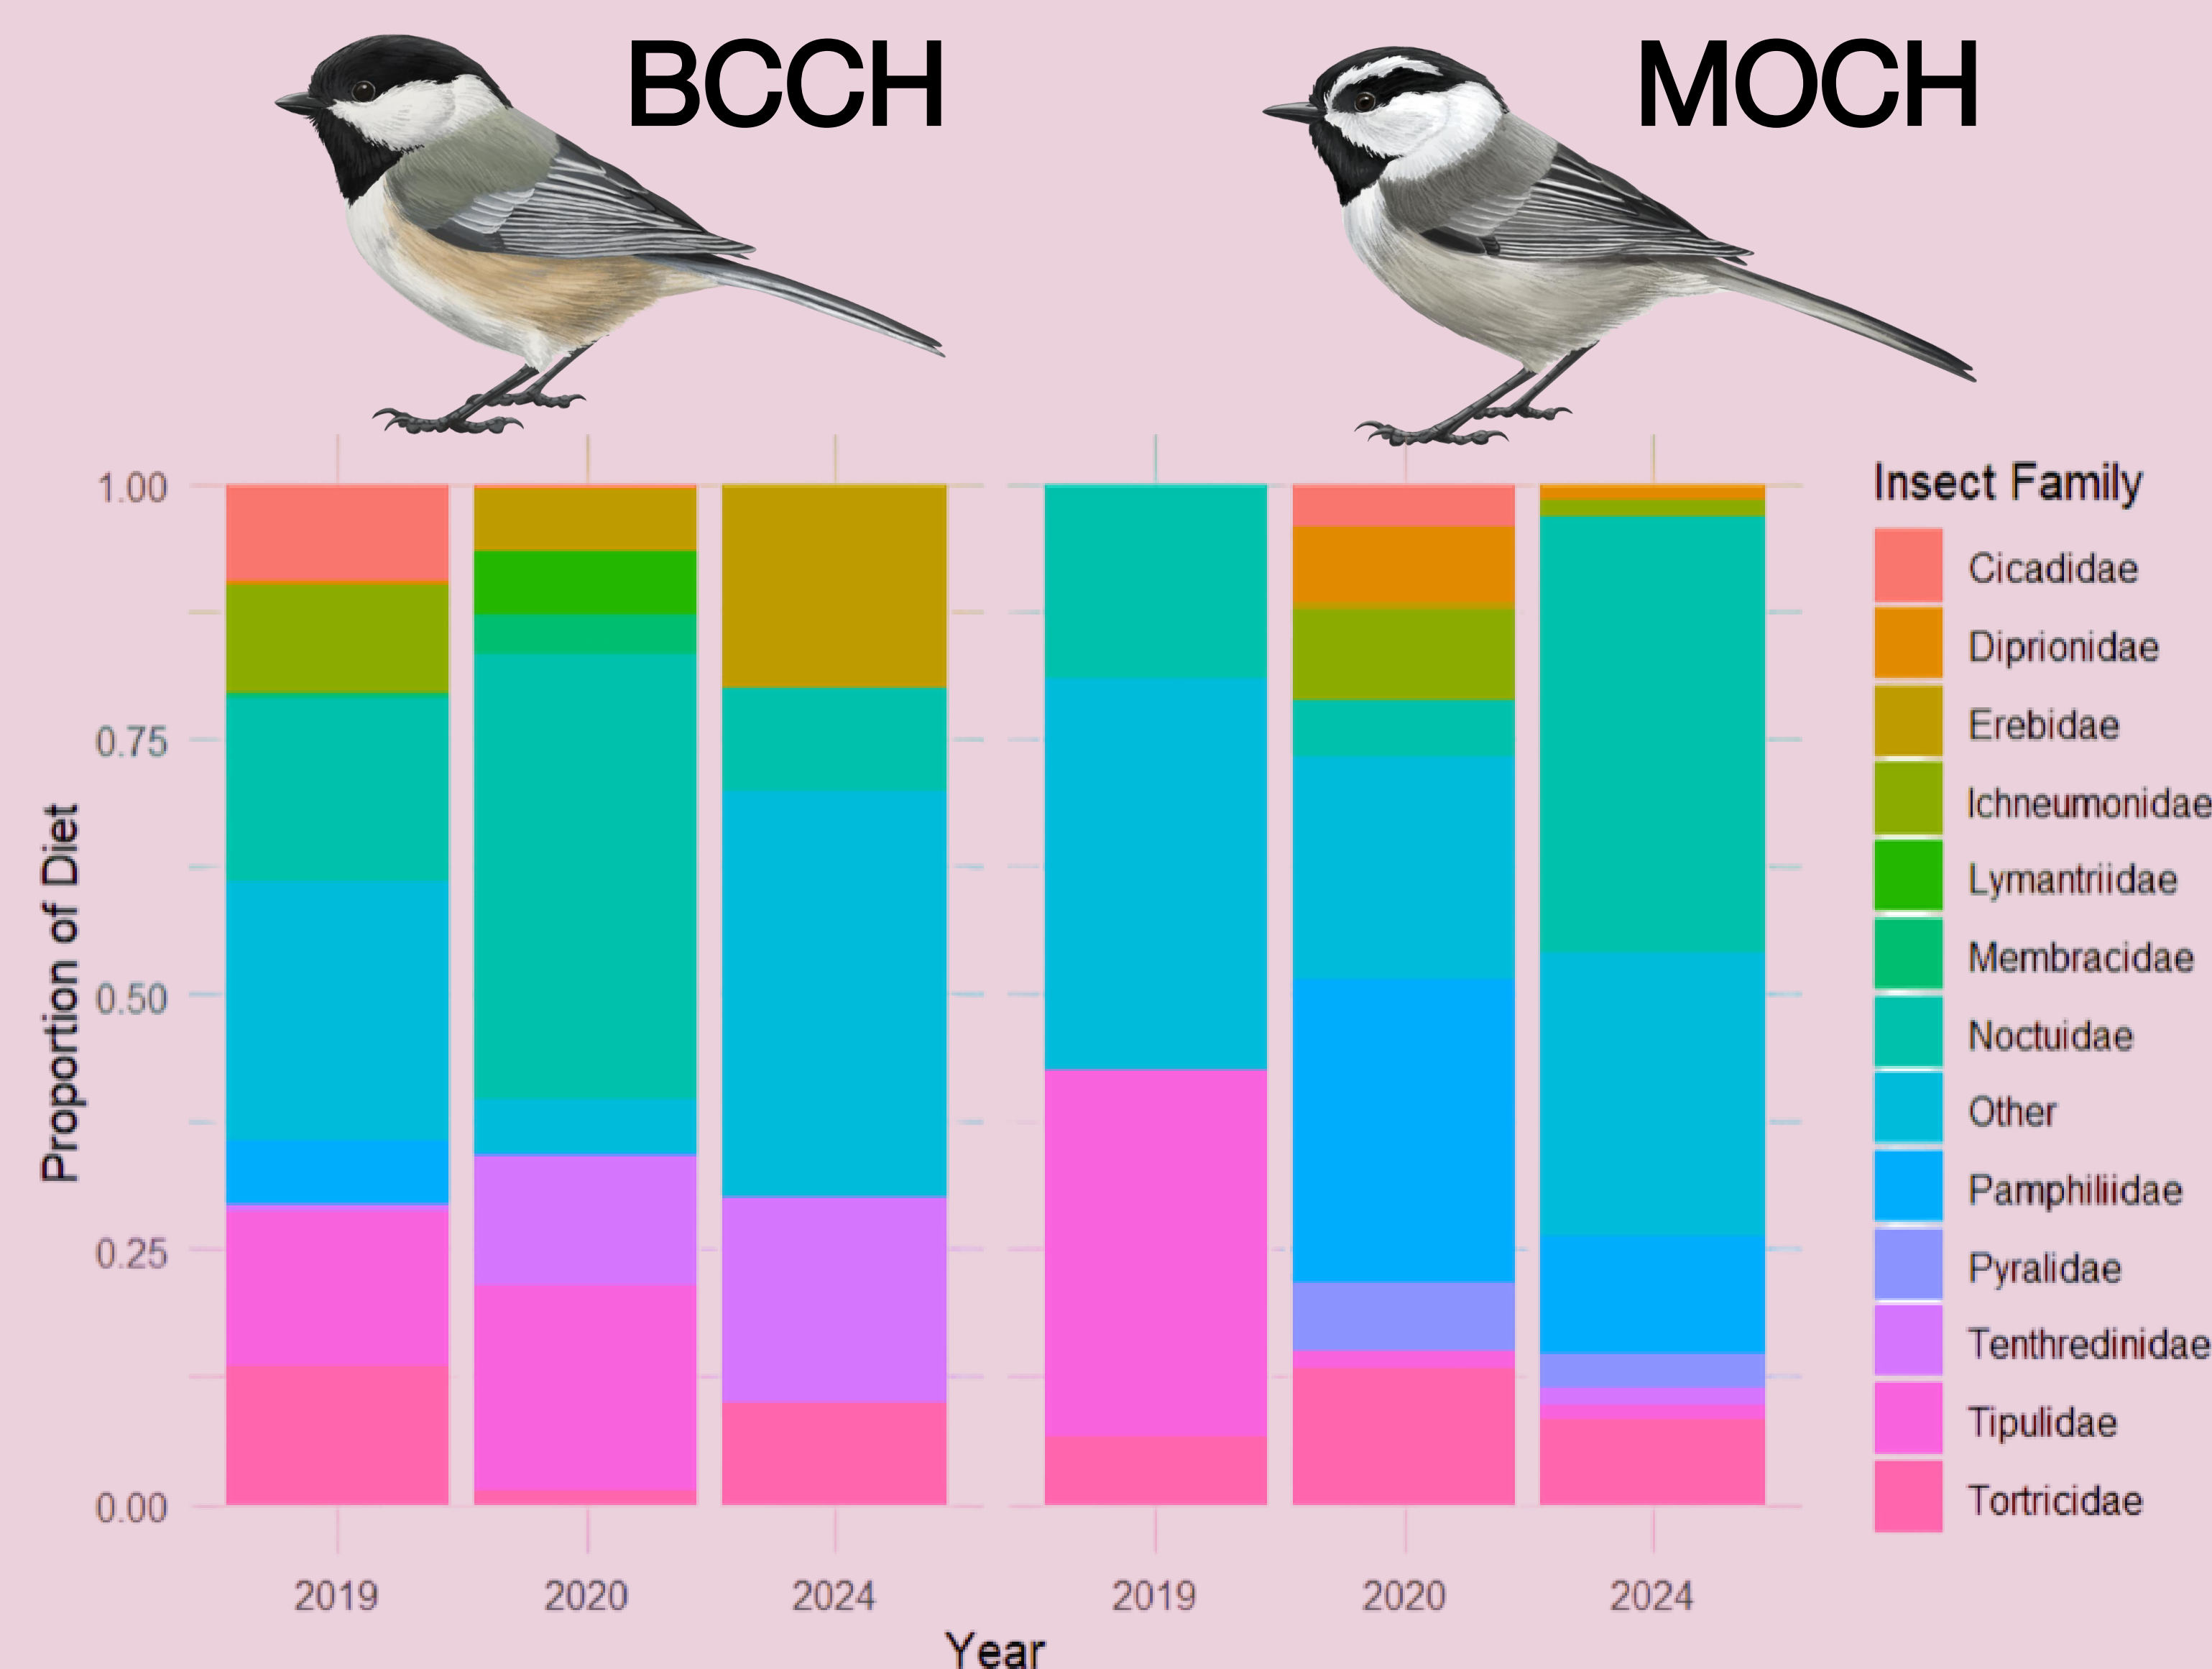 BCCH
MOCH
Proportion of Diet
1.00
0.75
0.50
0.25
0.00
2019
2020
2024
2019
2020
2024
Year
Insect Family
Cicadidae
Diprionidae
Erebidae
Ichneumonidae
Lymantriidae
Membracidae
Noctuidae
Other
Pamphiliidae
Pyralidae
Tenthredinidae
Tipulidae
Tortricidae